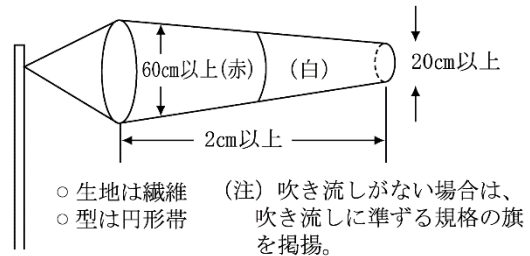 60cm以上(赤)
(白)
20cm以上
2cm以上
○ 生地は繊維
○ 型は円形帯
(注) 吹き流しがない場合は、
吹き流しに準ずる規格の旗
を掲揚。